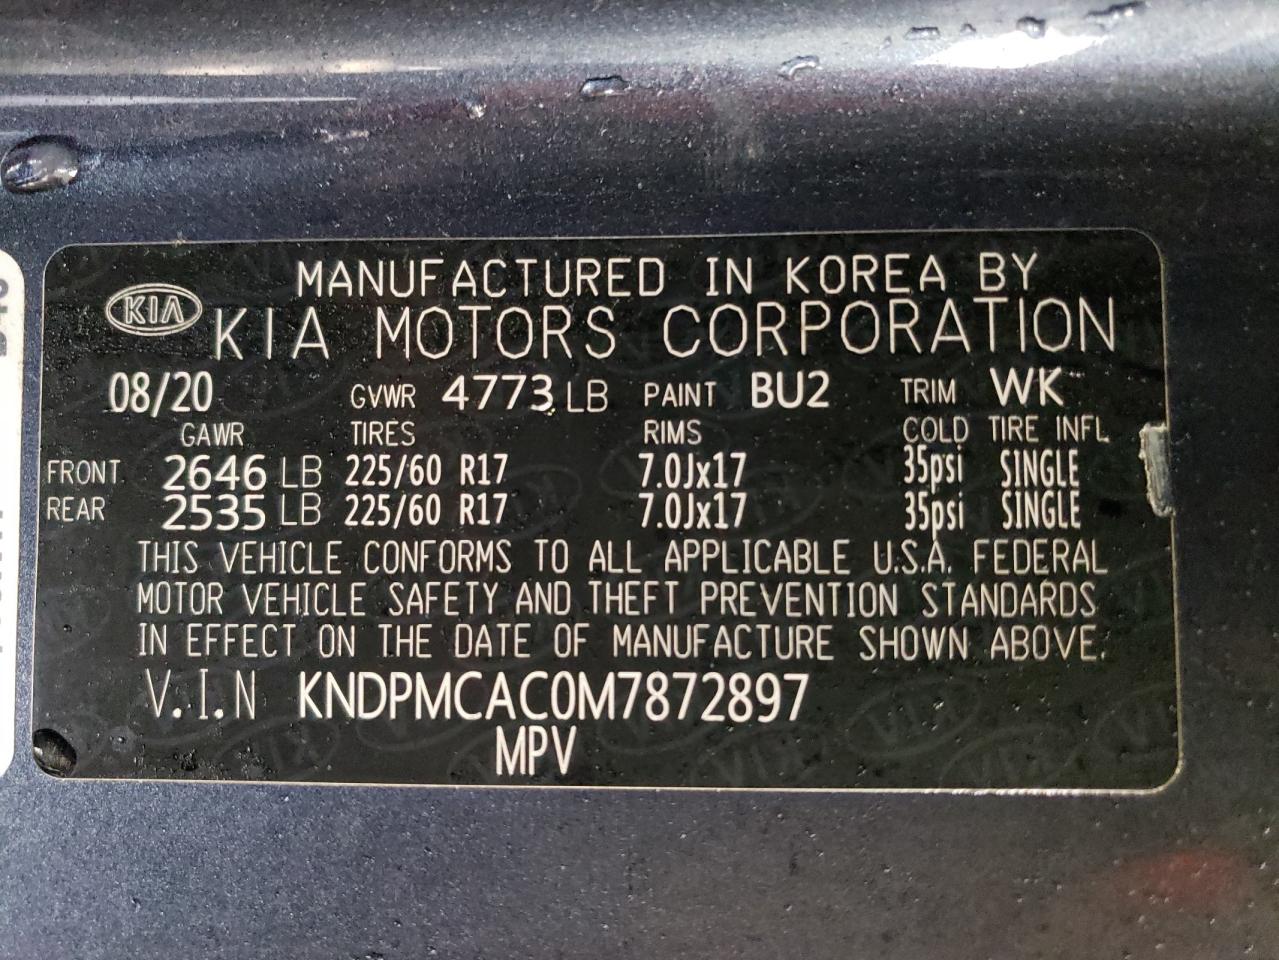 MANUFACTURED IN KOREA BY
KIA KIA MOTORS CORPORATION
08/20 GVWR 4773 LB PAINT BU2 TRIM WK
GAWR TIRES RIMS COLD TIRE INFL.
FRONT 2646 LB 225/60 R17 7.0Jx17 35psi SINGLE
REAR 2535 LB 225/60 R17 7.0Jx17 35psi SINGLE
THIS VEHICLE CONFORMS TO ALL APPLICABLE U.S.A. FEDERAL
MOTOR VEHICLE SAFETY AND THEFT PREVENTION STANDARDS
IN EFFECT ON THE DATE OF MANUFACTURE SHOWN ABOVE.
V.I.N KNDPMCAC0M7872897
MPV